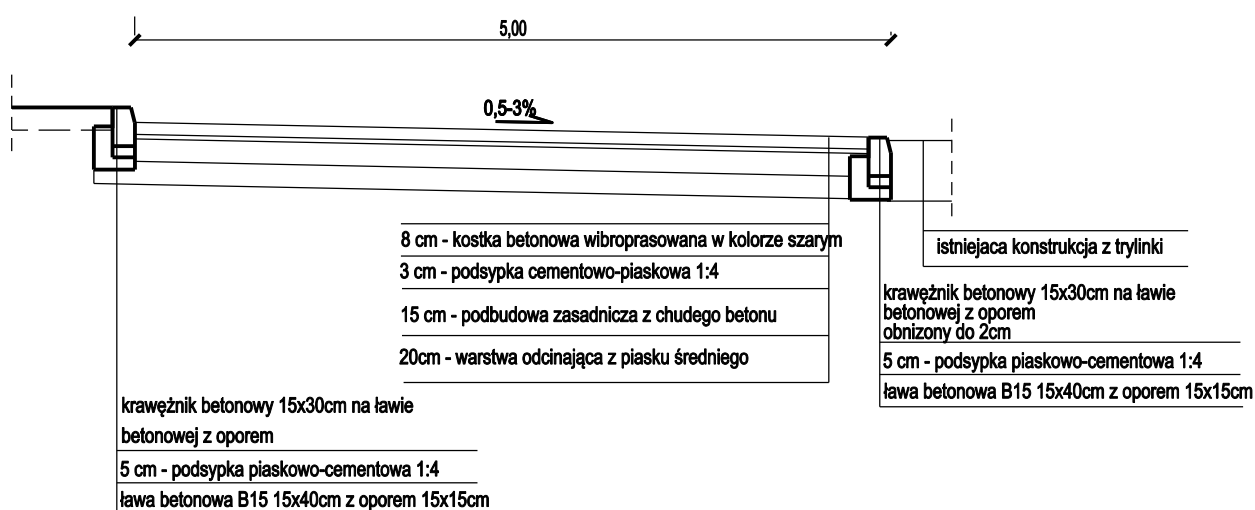 5,00
0,5-3%
8 cm - kostka betonowa wibroprasowana w kolorze szarym
3 cm - podsypka cementowo-piaskowa 1:4
15 cm - podbudowa zasadnicza z chudego betonu
20cm - warstwa odcinająca z piasku średniego
istniejaca konstrukcja z trylinki
krawężnik betonowy 15x30cm na ławie
betonowej z oporem
obnizony do 2cm
5 cm - podsypka piaskowo-cementowa 1:4
ława betonowa B15 15x40cm z oporem 15x15cm
krawężnik betonowy 15x30cm na ławie
betonowej z oporem
5 cm - podsypka piaskowo-cementowa 1:4
ława betonowa B15 15x40cm z oporem 15x15cm